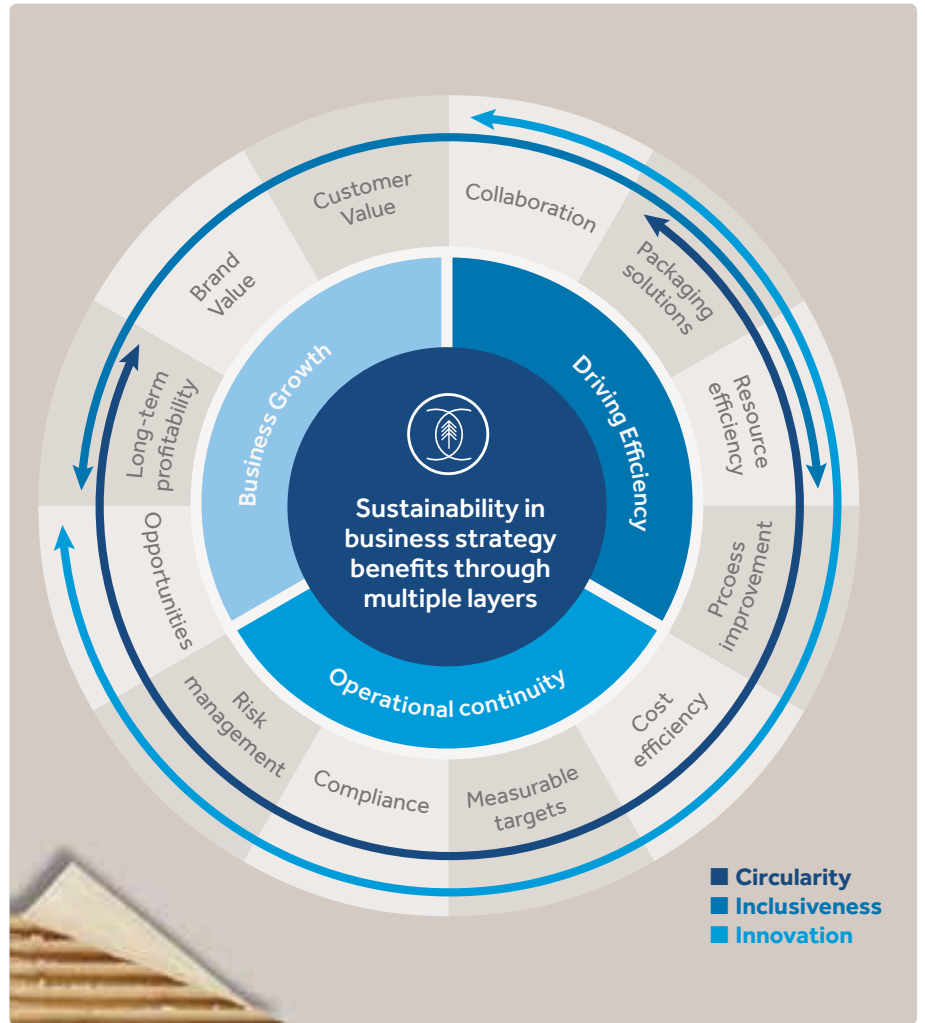 Customer
Value
Collaboration
Packaging
solutions
Resource
efficiency
Prcoess
improvement
Cost
efficiency
Measurable
targets
Compliance
Risk
management
Opportunities
Long-term
profitability
Brand
Value
Business Growth
Driving Efficiency
Operational continuity
Sustainability in
business strategy
benefits through
multiple layers
Circularity
Inclusiveness
Innovation